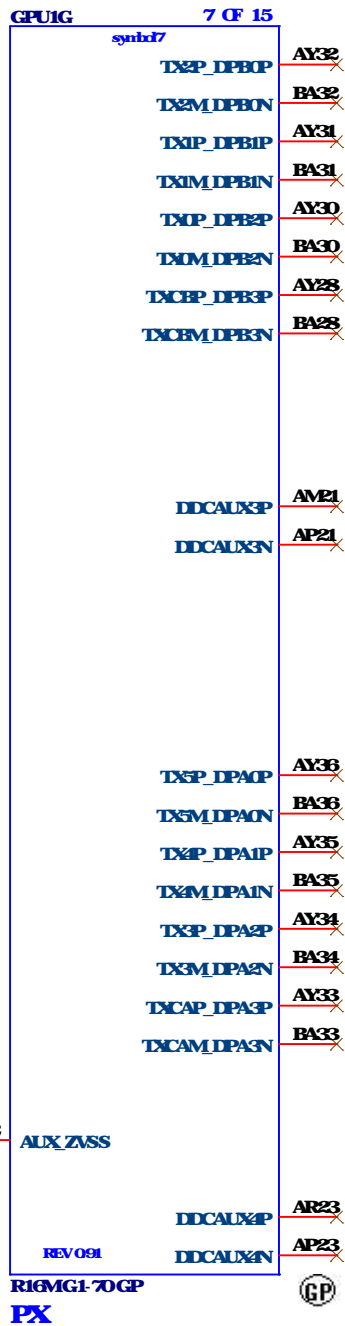 GPU1G 7 OF 15
symbol7
TX2P_DPB0P AY32
TX2M_DPB0N BA32
TX1P_DPB1P AY31
TX1M_DPB1N BA31
TX0P_DPB2P AY30
TX0M_DPB2N BA30
TXCBP_DPB3P AY28
TXCBM_DPB3N BA28
DDCAUX3P AM21
DDCAUX3N AP21
TX5P_DPA0P AY36
TX5M_DPA0N BA36
TX4P_DPA1P AY35
TX4M_DPA1N BA35
TX3P_DPA2P AY34
TX3M_DPA2N BA34
TXCAP_DPA3P AY33
TXCAM_DPA3N BA33
AUX_ZVSS
DDCAUX4P AR23
REV 0.91 DDCAUX4N AP23
R16MG1-70 GP GP
PX